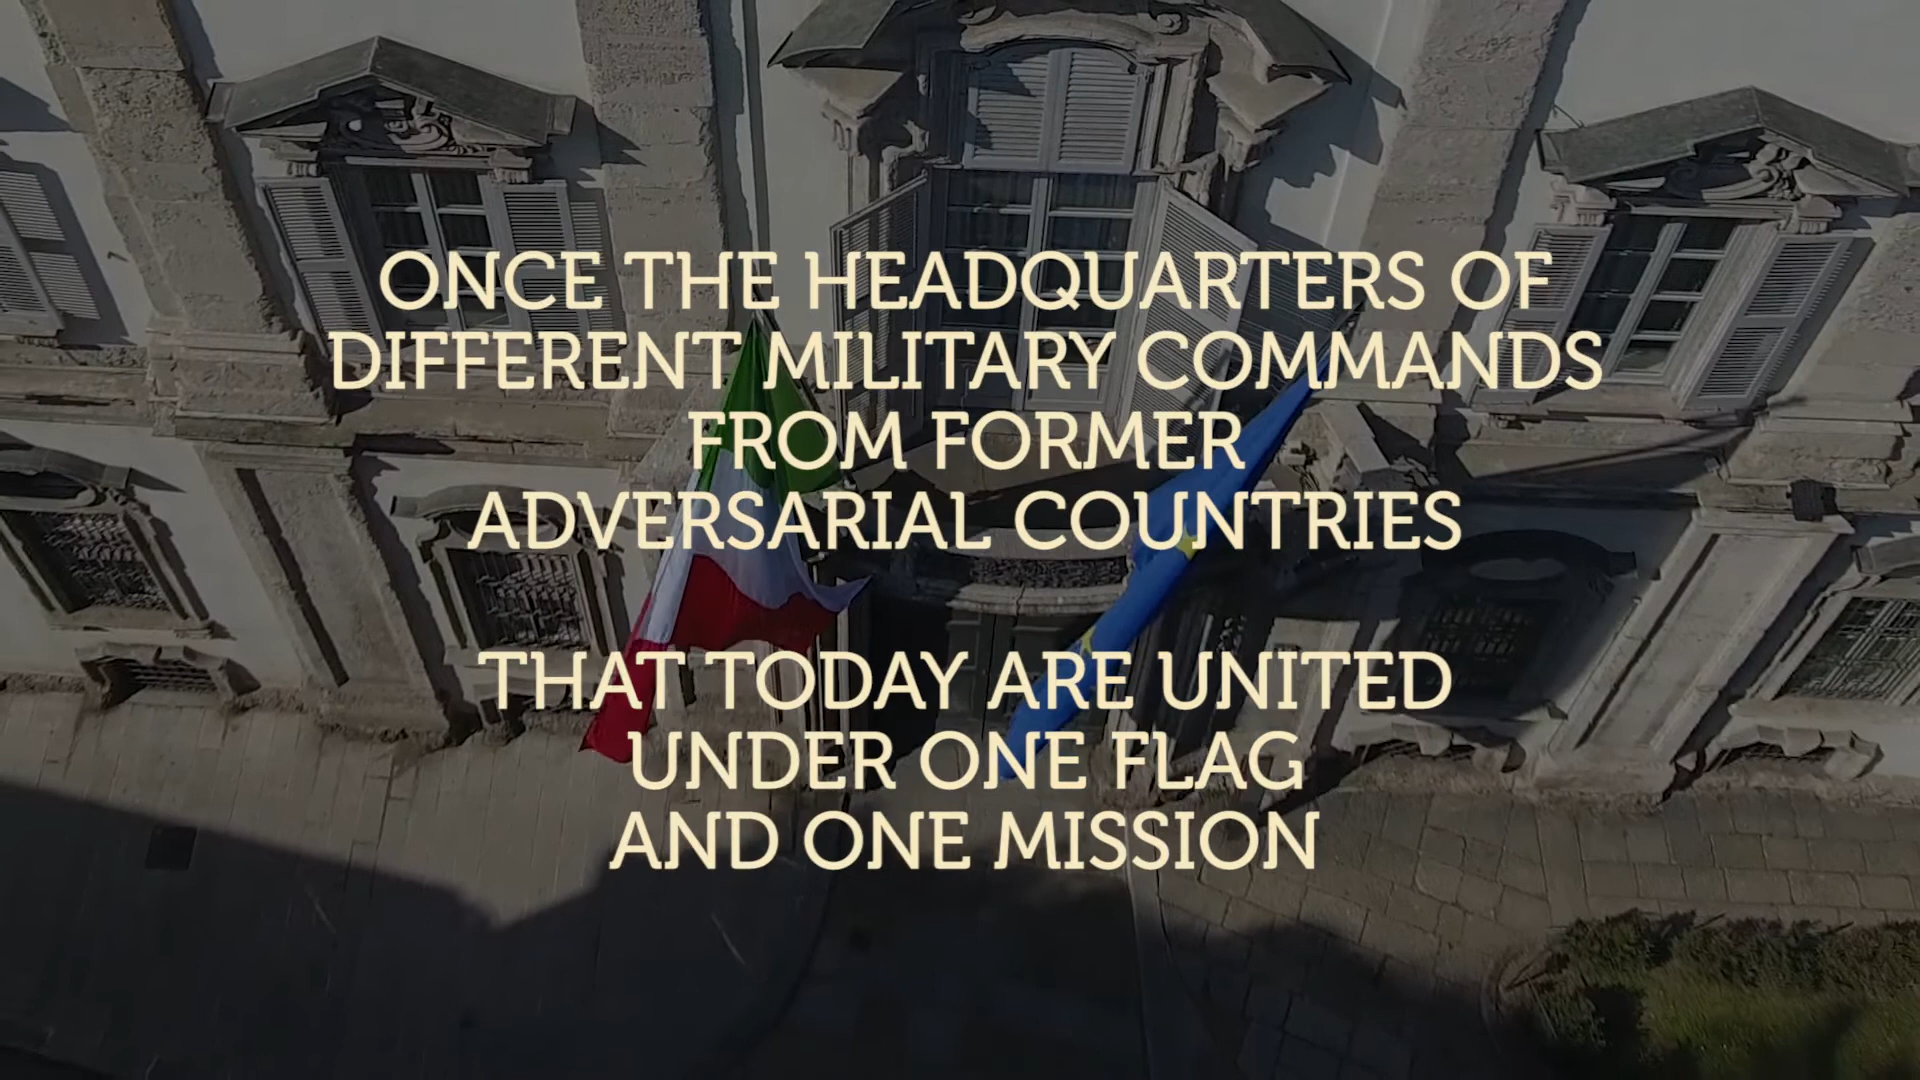 ONCE THE HEADQUARTERS OF
DIFFERENT MILITARY COMMANDS
FROM FORMER
ADVERSARIAL COUNTRIES
THAT TODAY ARE UNITED
UNDER ONE FLAG
AND ONE MISSION